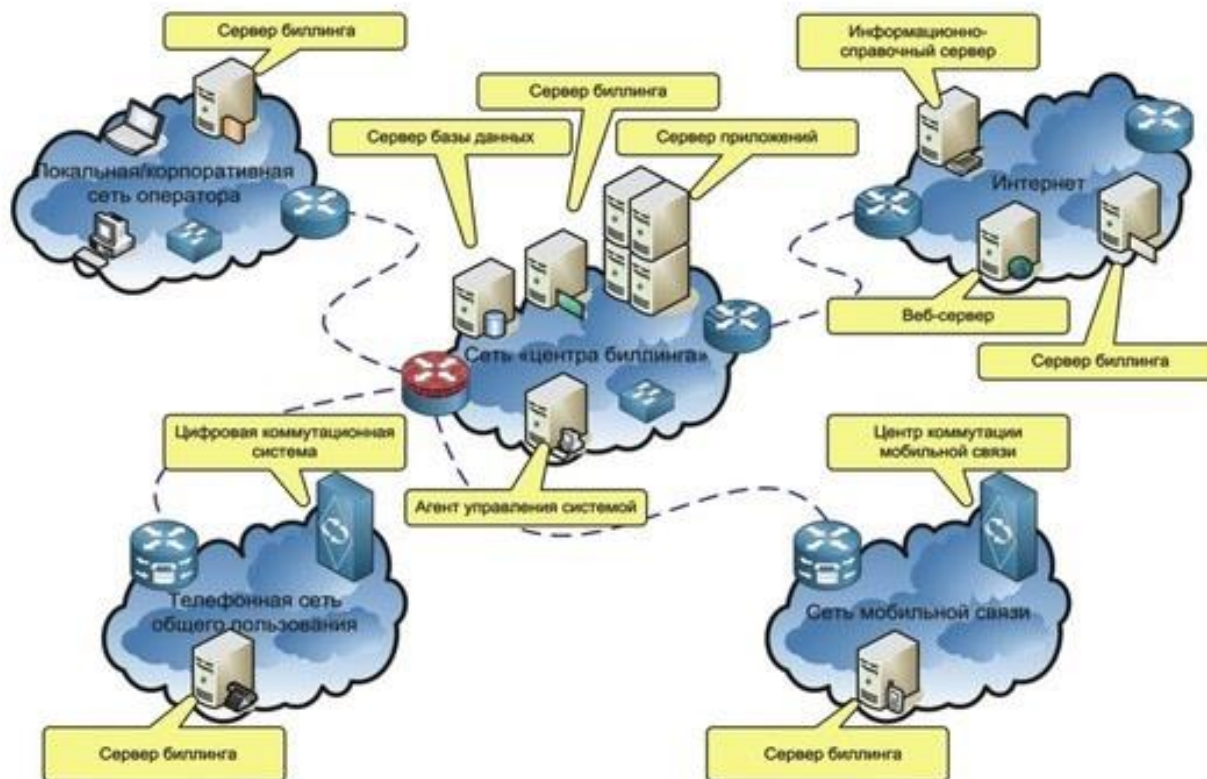 Сервер биллинга
Информационно-
справочный сервер
Сервер биллинга
Сервер базы данных
Сервер приложений
Локальная/корпоративная
сеть оператора
Интернет
Веб-сервер
Сервер биллинга
Сеть «центра биллинга»
Цифровая коммутационная
система
Центр коммутации
мобильной связи
Агент управления системой
Телефонная сеть
общего пользования
Сеть мобильной связи
Сервер биллинга
Сервер биллинга